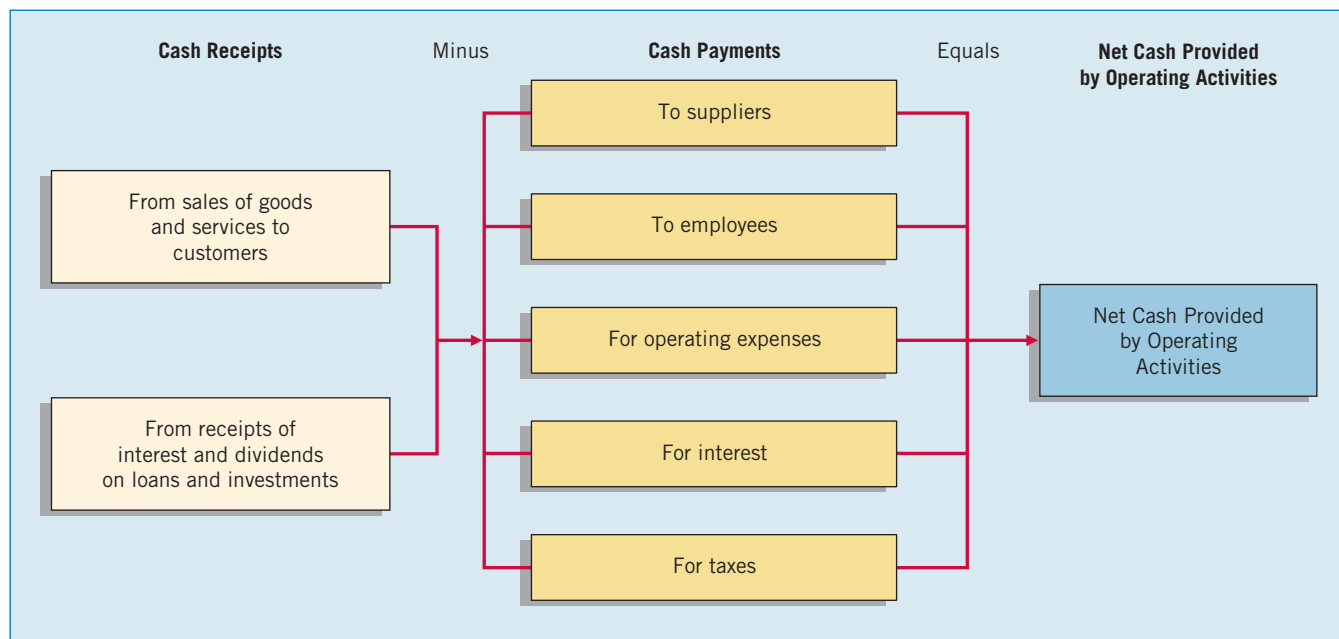 Cash Receipts
Minus
Cash Payments
Equals
Net Cash Provided
by Operating Activities
From sales of goods
and services to
customers
From receipts of
interest and dividends
on loans and investments
To suppliers
To employees
For operating expenses
For interest
For taxes
Net Cash Provided
by Operating
Activities